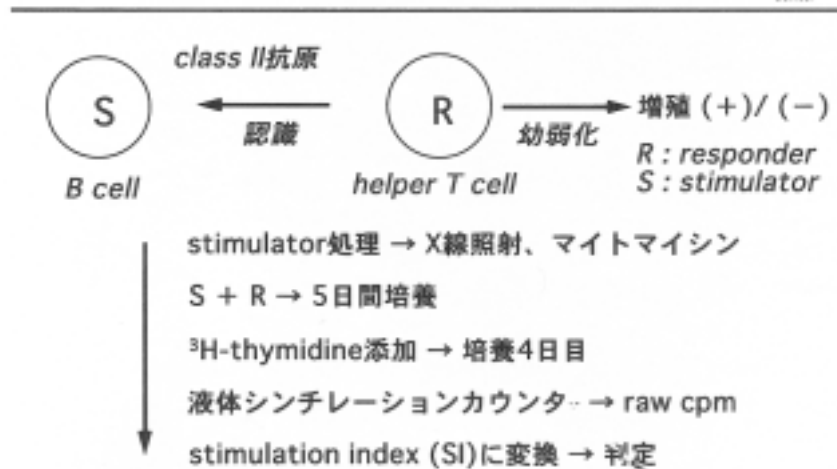 class II抗原
S
R
増殖 (+)/ (−)
認識
幼弱化
R : responder
S : stimulator
B cell
helper T cell
stimulator処理 → X線照射、マイトマイシン
S + R → 5日間培養
³H-thymidine添加 → 培養4日目
液体シンチレーションカウンター → raw cpm
stimulation index (SI)に変換 → 判定